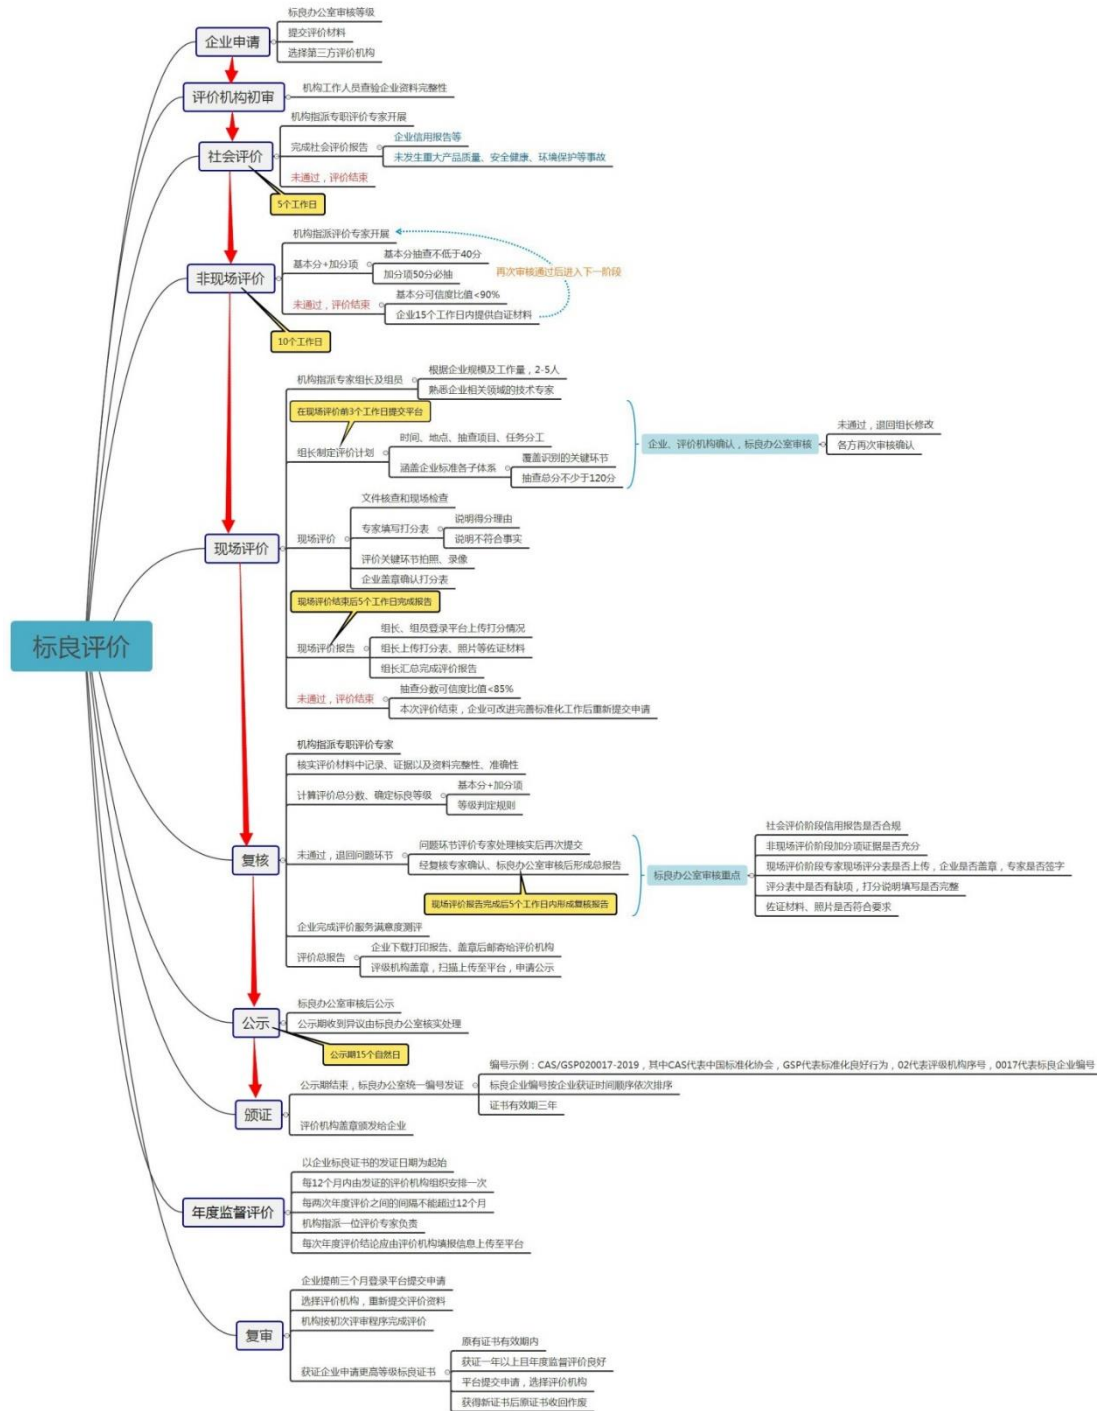 标良评价
企业申请
标良办公室审核等级
提交评价材料
选择第三方评价机构
评价机构初审
机构工作人员查验企业资料完整性
社会评价
机构指派专职评价专家开展
完成社会评价报告
企业信用报告等
未发生重大产品质量、安全健康、环境保护等事故
未通过，评价结束
5个工作日
非现场评价
机构指派评价专家开展
基本分+加分项
基本分抽查不低于40分
加分项50分必抽
再次审核通过后进入下一阶段
未通过，评价结束
基本分可信度比值<90%
企业15个工作日内提供自证材料
10个工作日
现场评价
机构指派专家组长及组员
根据企业规模及工作量，2-5人
熟悉企业相关领域的技术专家
在现场评价前3个工作日提交平台
组长制定评价计划
时间、地点、抽查项目、任务分工
涵盖企业标准各子体系
覆盖识别的关键环节
抽查总分不少于120分
企业、评价机构确认，标良办公室审核
未通过，退回组长修改
各方再次审核确认
现场评价
文件核查和现场检查
专家填写打分表
说明得分理由
说明不符合事实
评价关键环节拍照、录像
企业盖章确认打分表
现场评价结束后5个工作日完成报告
现场评价报告
组长、组员登录平台上传打分情况
组长上传打分表、照片等佐证材料
组长汇总完成评价报告
未通过，评价结束
抽查分数可信度比值<85%
本次评价结束，企业可改进完善标准化工作后重新提交申请
复核
机构指派专职评价专家
核实评价材料中记录、证据以及资料完整性、准确性
计算评价总分数、确定标良等级
基本分+加分项
等级判定规则
未通过，退回问题环节
问题环节评价专家处理核实后再次提交
经复核专家确认、标良办公室审核后形成总报告
现场评价报告完成后5个工作日内形成复核报告
标良办公室审核重点
社会评价阶段信用报告是否合规
非现场评价阶段加分项证据是否充分
现场评价阶段专家现场评分表是否上传，企业是否盖章，专家是否签字
评分表中是否有缺项，打分说明填写是否完整
佐证材料、照片是否符合要求
企业完成评价服务满意度测评
评价总报告
企业下载打印报告、盖章后邮寄给评价机构
评级机构盖章，扫描上传至平台，申请公示
公示
标良办公室审核后公示
公示期收到异议由标良办公室核实处理
公示期15个自然日
颁证
公示期结束，标良办公室统一编号发证
编号示例：CAS/GSP020017-2019，其中CAS代表中国标准化协会，GSP代表标准化良好行为，02代表评级机构序号，0017代表标良企业编号
标良企业编号按企业获证时间顺序依次排序
证书有效期三年
评价机构盖章颁发给企业
年度监督评价
以企业标良证书的发证日期为起始
每12个月内由发证的评价机构组织安排一次
每两次年度评价之间的间隔不能超过12个月
机构指派一位评价专家负责
每次年度评价结论应由评价机构填报信息上传至平台
复审
企业提前三个月登录平台提交申请
选择评价机构，重新提交评价资料
机构按初次评审程序完成评价
获证企业申请更高等级标良证书
原有证书有效期内
获证一年以上且年度监督评价良好
平台提交申请，选择评价机构
获得新证书后原证书收回作废